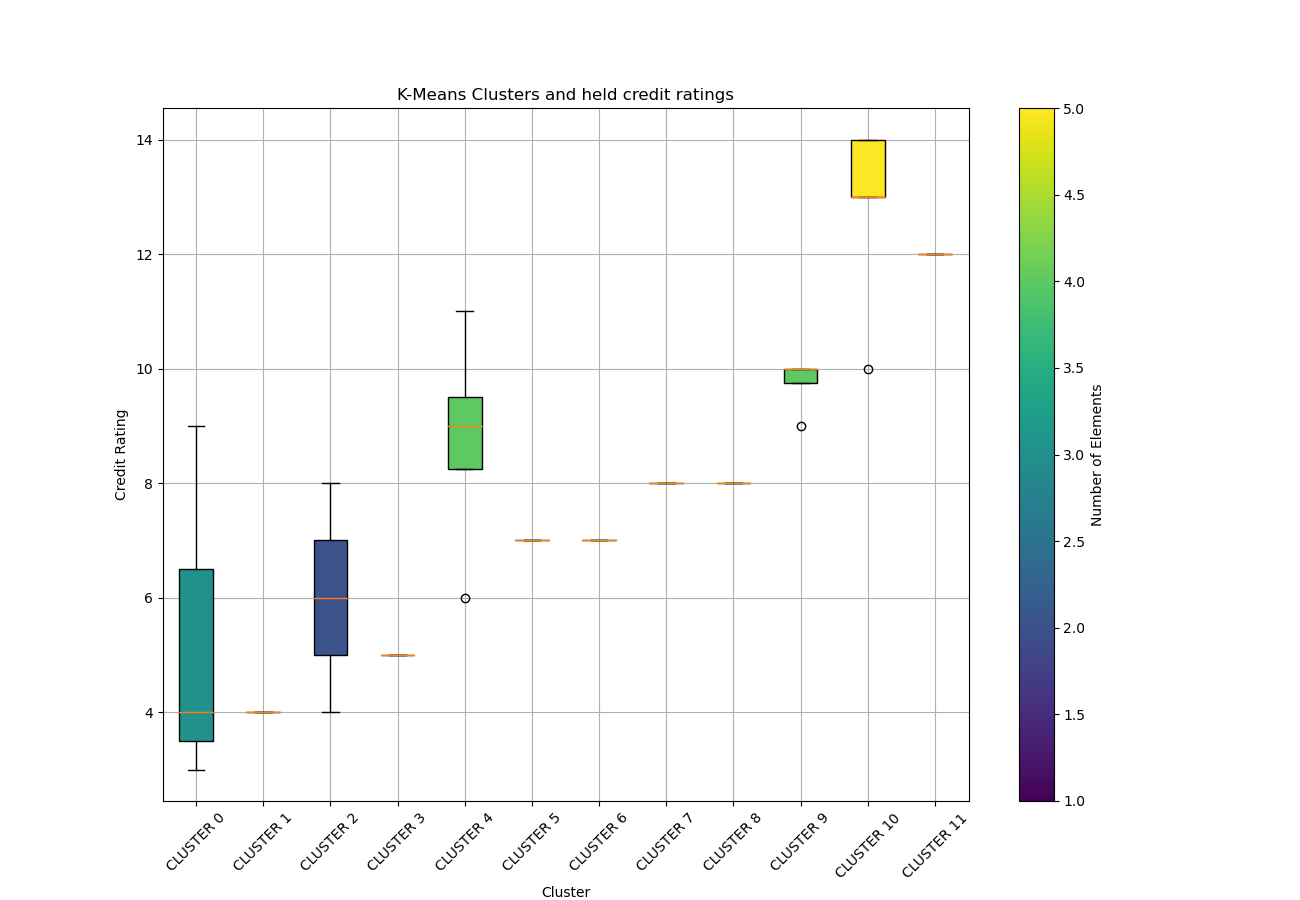 K-Means Clusters and held credit ratings
Credit Rating
14
12
10
8
6
4
CLUSTER 0
CLUSTER 1
CLUSTER 2
CLUSTER 3
CLUSTER 4
CLUSTER 5
CLUSTER 6
CLUSTER 7
CLUSTER 8
CLUSTER 9
CLUSTER 10
CLUSTER 11
Cluster
5.0
4.5
4.0
3.5
3.0
2.5
2.0
1.5
1.0
Number of Elements